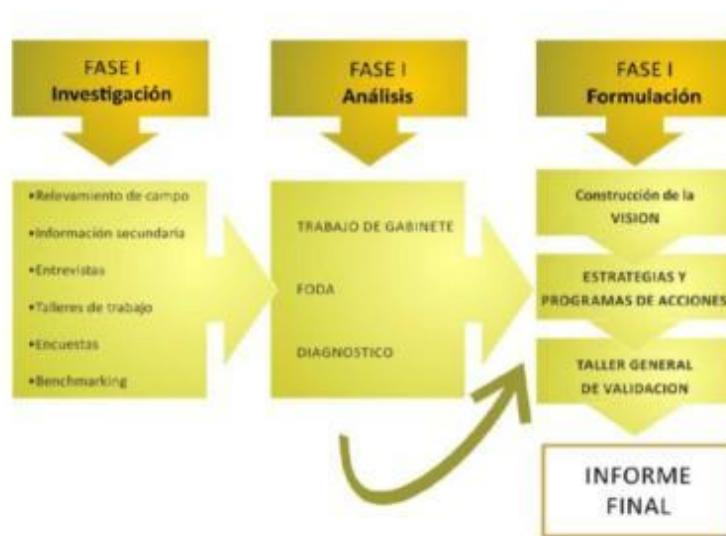 FASE I
Investigación
•Relevamiento de campo
•Información secundaria
•Entrevistas
•Talleres de trabajo
•Encuestas
•Benchmarking
FASE I
Análisis
TRABAJO DE GABINETE
FODA
DIAGNOSTICO
FASE I
Formulación
Construcción de la
VISION
ESTRATEGIAS Y
PROGRAMAS DE ACCIONES
TALLER GENERAL
DE VALIDACION
INFORME
FINAL